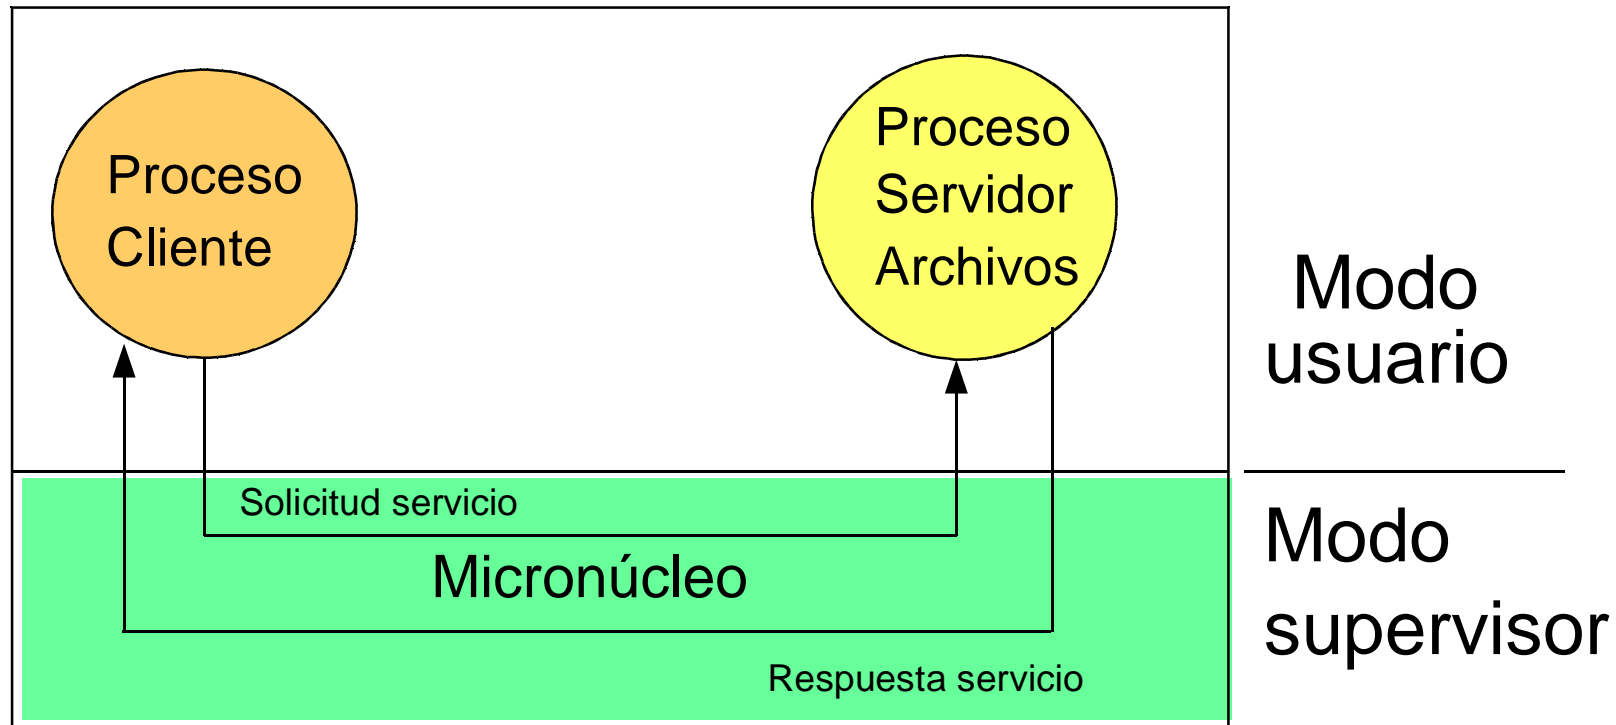 Proceso
Cliente
Proceso
Servidor
Archivos
Modo
usuario
Solicitud servicio
Micronúcleo
Respuesta servicio
Modo
supervisor